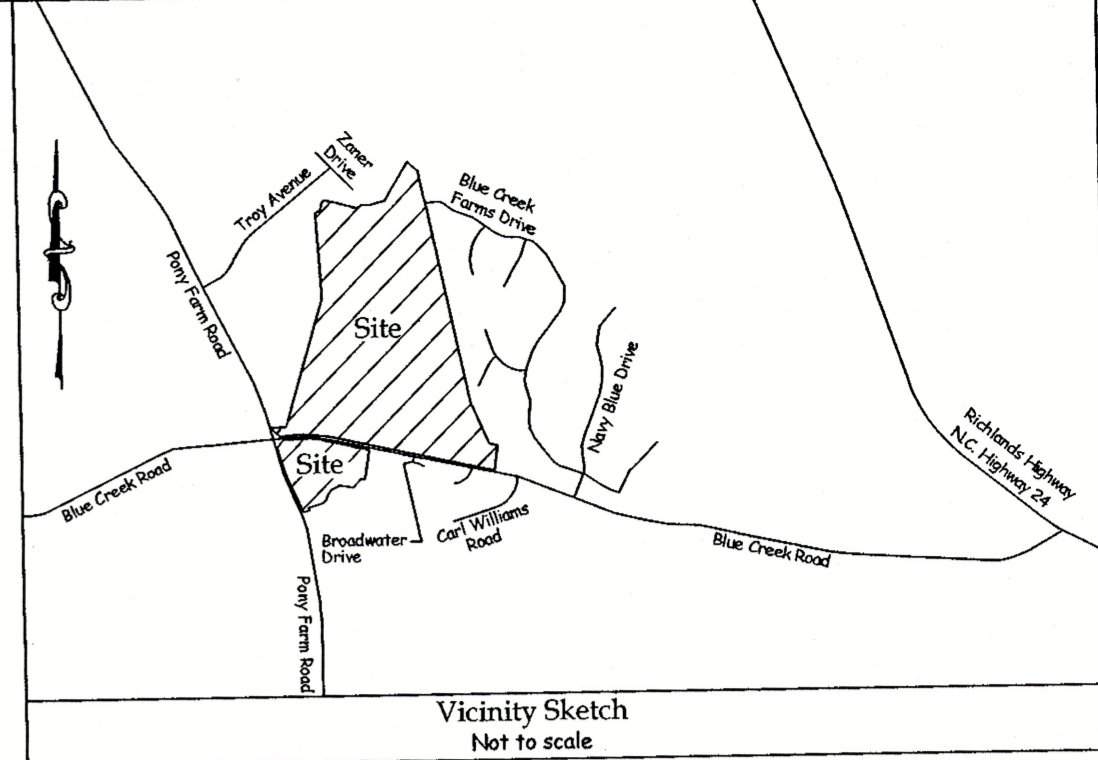 Zaner
Drive
Troy Avenue
Blue Creek
Farms Drive
Pony Farm Road
Site
Navy Blue Drive
Richlands Highway
N.C. Highway 24
Site
Blue Creek Road
Broadwater
Drive
Carl Williams
Road
Blue Creek Road
Pony Farm Road
Vicinity Sketch
Not to scale